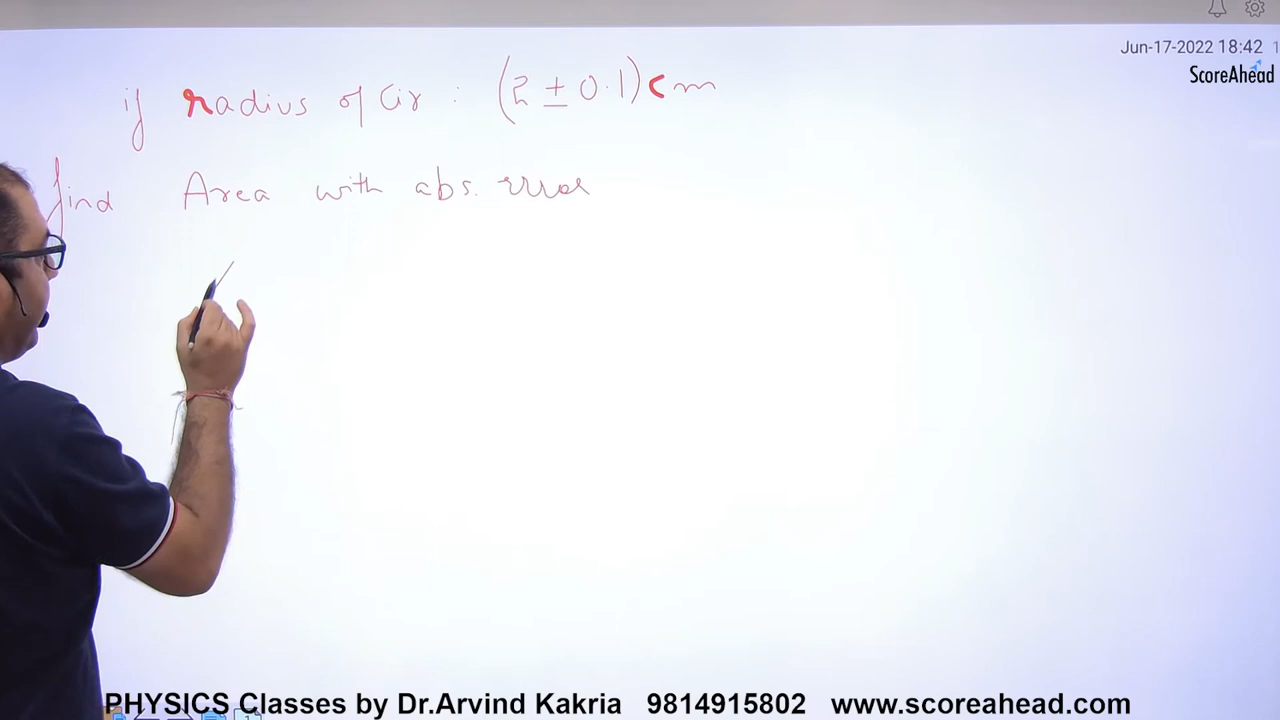 Jun-17-2022 18:42 1
ScoreAhead
if radius of Cir : (2 ± 0.1) cm
find Area with abs. error
PHYSICS Classes by Dr.Arvind Kakria 9814915802 www.scoreahead.com